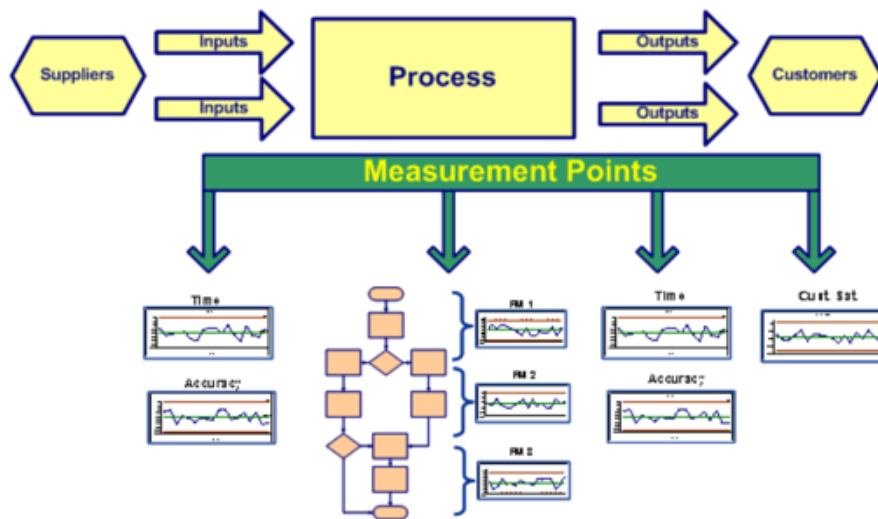 Suppliers
Inputs
Inputs
Process
Outputs
Outputs
Customers
Measurement Points
Time
Accuracy
PM 1
PM 2
PM 3
Time
Accuracy
Cust. Sat.